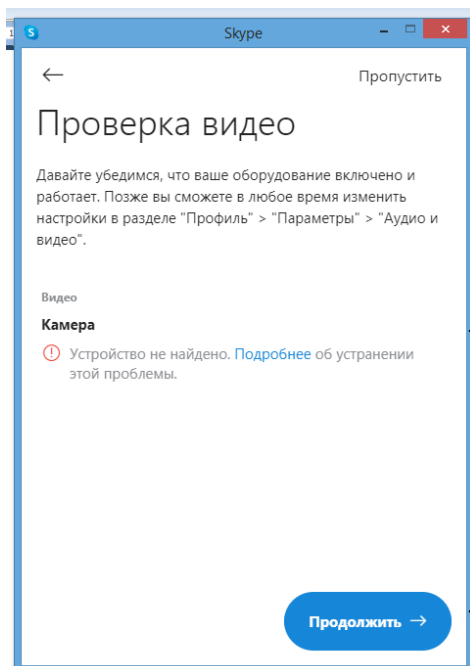 Skype
Пропустить
Проверка видео
Давайте убедимся, что ваше оборудование включено и
работает. Позже вы сможете в любое время изменить
настройки в разделе "Профиль" > "Параметры" > "Аудио и
видео".
Видео
Камера
Устройство не найдено. Подробнее об устранении
этой проблемы.
Продолжить